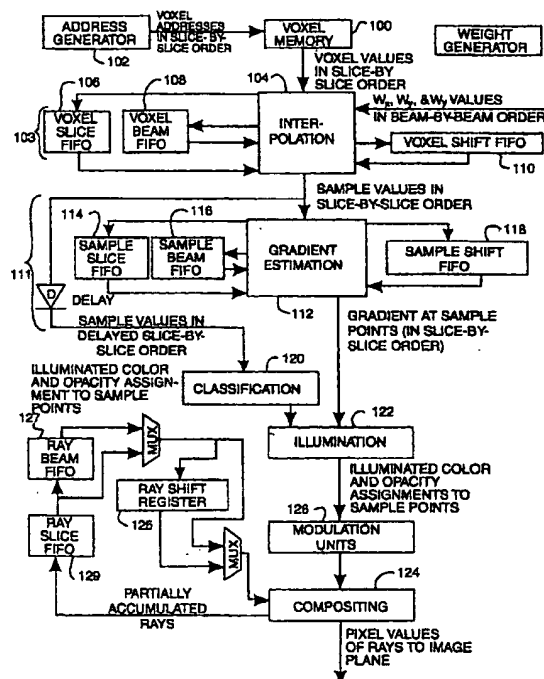 ADDRESS
GENERATOR
102
VOXEL
ADDRESSES
IN SLICE-BY-
SLICE ORDER
VOXEL
MEMORY
100
WEIGHT
GENERATOR
VOXEL VALUES
IN SLICE-BY
SLICE ORDER
106
108
104
103
VOXEL
SLICE
FIFO
VOXEL
BEAM
FIFO
INTER-
POLATION
Wx, Wy, &Wy VALUES
IN BEAM-BY-BEAM ORDER
VOXEL SHIFT FIFO
110
SAMPLE VALUES IN
SLICE-BY-SLICE ORDER
114
116
118
111
SAMPLE
SLICE
FIFO
SAMPLE
BEAM
FIFO
GRADIENT
ESTIMATION
SAMPLE SHIFT
FIFO
112
D
DELAY
SAMPLE VALUES IN
DELAYED SLICE-BY-
SLICE ORDER
GRADIENT AT SAMPLE
POINTS (IN SLICE-BY-
SLICE ORDER)
120
CLASSIFICATION
ILLUMINATED COLOR
AND OPACITY ASSIGN-
MENT TO SAMPLE
POINTS
127
RAY
BEAM
FIFO
MUX
122
ILLUMINATION
ILLUMINATED COLOR
AND OPACITY
ASSIGNMENTS TO
SAMPLE POINTS
RAY SHIFT
REGISTER
125
RAY SLICE
FIFO
129
MUX
126
MODULATION
UNITS
124
COMPOSITING
PARTIALLY
ACCUMULATED
RAYS
PIXEL VALUES
OF RAYS TO IMAGE
PLANE